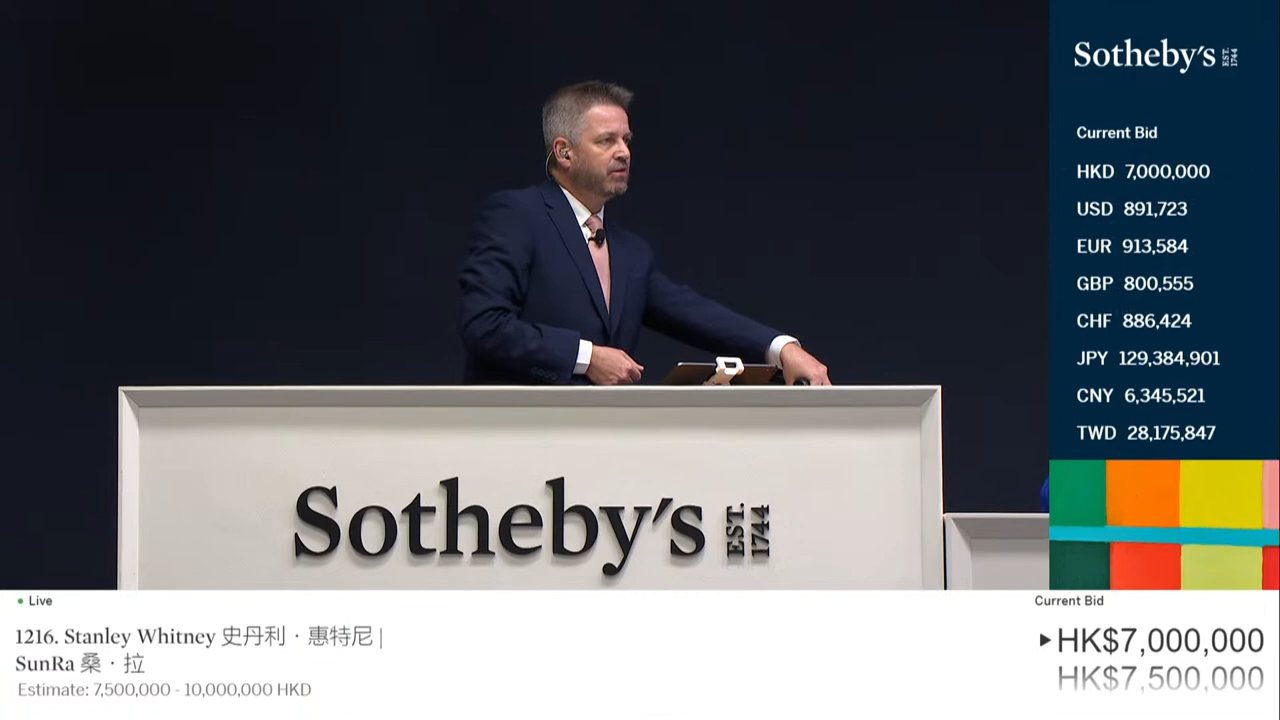 Sotheby's EST. 1744
Current Bid
HKD 7,000,000
USD 891,723
EUR 913,584
GBP 800,555
CHF 886,424
JPY 129,384,901
CNY 6,345,521
TWD 28,175,847
Sotheby's EST. 1744
Live
1216. Stanley Whitney 史丹利 · 惠特尼 |
SunRa 桑 · 拉
Estimate: 7,500,000 - 10,000,000 HKD
Current Bid
HK$7,000,000
HK$7,500,000